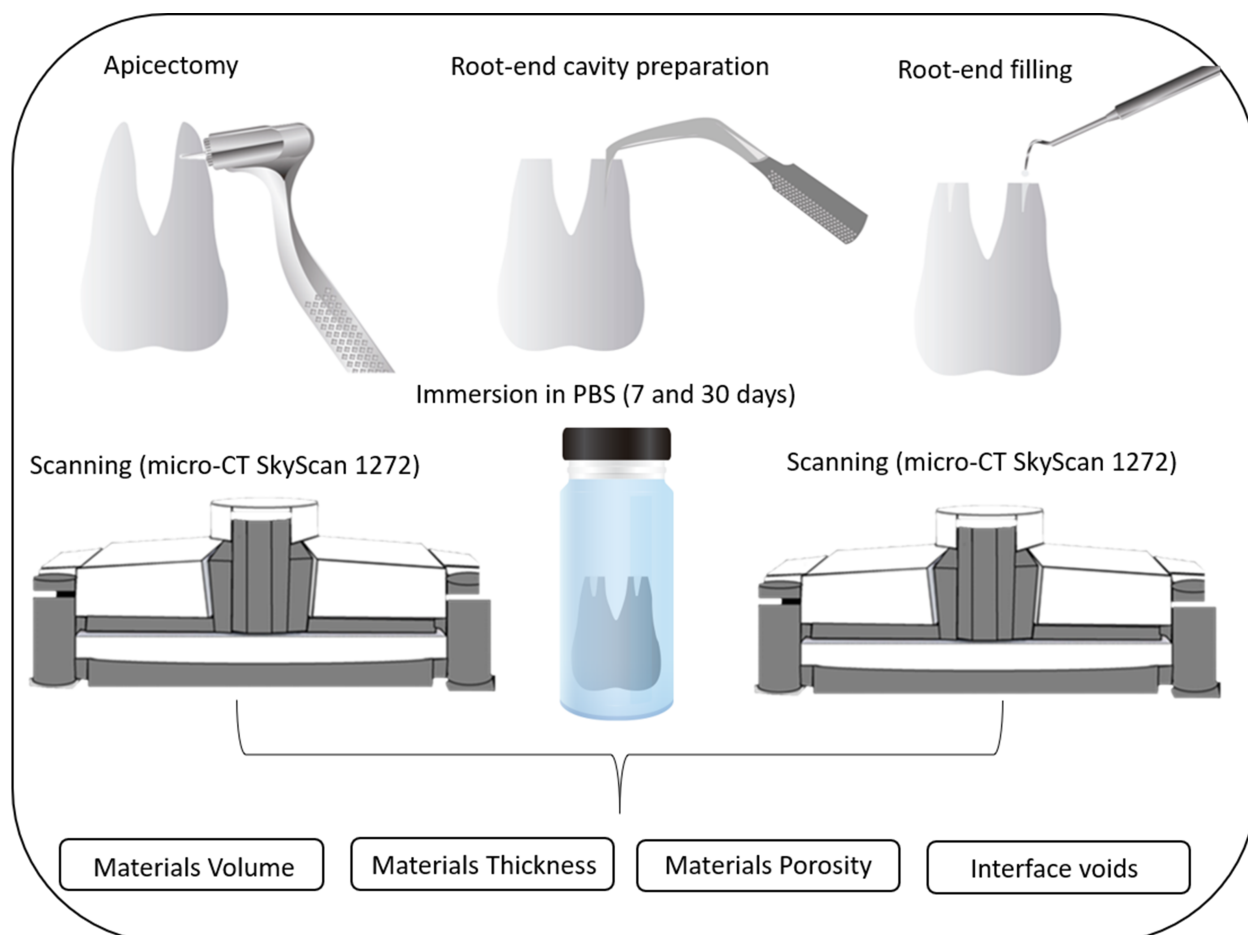 Apicectomy
Root-end cavity preparation
Root-end filling
Immersion in PBS (7 and 30 days)
Scanning (micro-CT SkyScan 1272)
Scanning (micro-CT SkyScan 1272)
Materials Volume
Materials Thickness
Materials Porosity
Interface voids